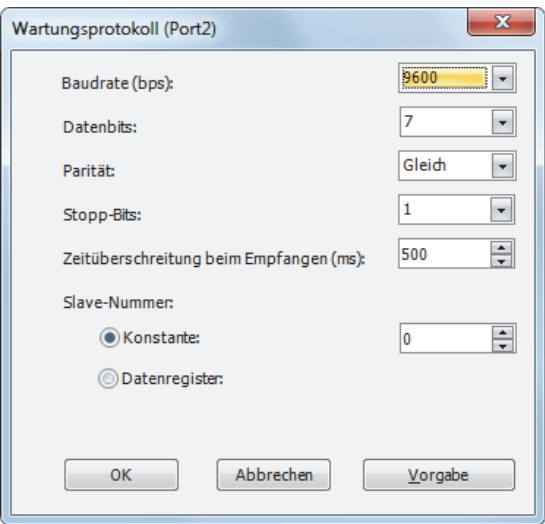 Wartungsprotokoll (Port2)
Baudrate (bps): 9600
Datenbits: 7
Parität: Gleich
Stopp-Bits: 1
Zeitüberschreitung beim Empfangen (ms): 500
Slave-Nummer:
Konstante: 0
Datenregister:
OK Abbrechen Vorgabe